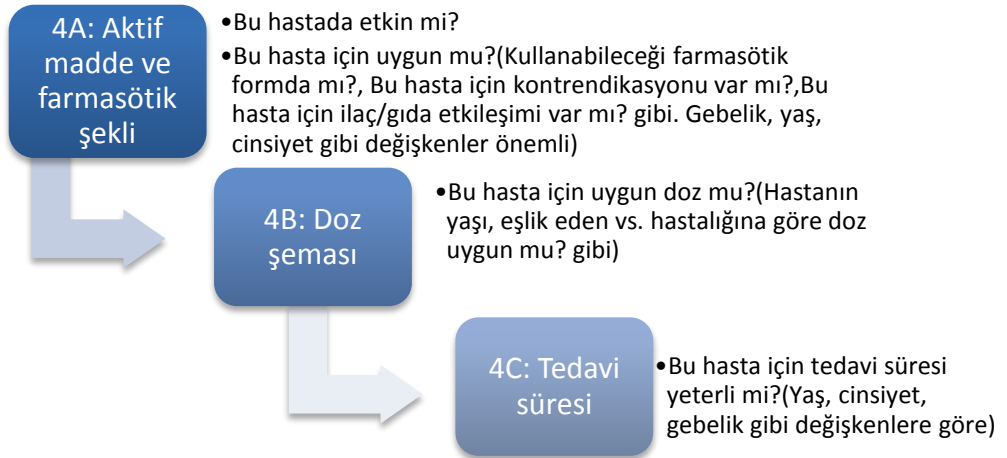 4A: Aktif
madde ve
farmasötik
şekli
•Bu hastada etkin mi?
•Bu hasta için uygun mu?(Kullanabileceği farmasötik
formda mı?, Bu hasta için kontrendikasyonu var mı?,Bu
hasta için ilaç/gıda etkileşimi var mı? gibi. Gebelik, yaş,
cinsiyet gibi değişkenler önemli)
4B: Doz
şeması
•Bu hasta için uygun doz mu?(Hastanın
yaşı, eşlik eden vs. hastalığına göre doz
uygun mu? gibi)
4C: Tedavi
süresi
•Bu hasta için tedavi süresi
yeterli mi?(Yaş, cinsiyet,
gebelik gibi değişkenlere göre)